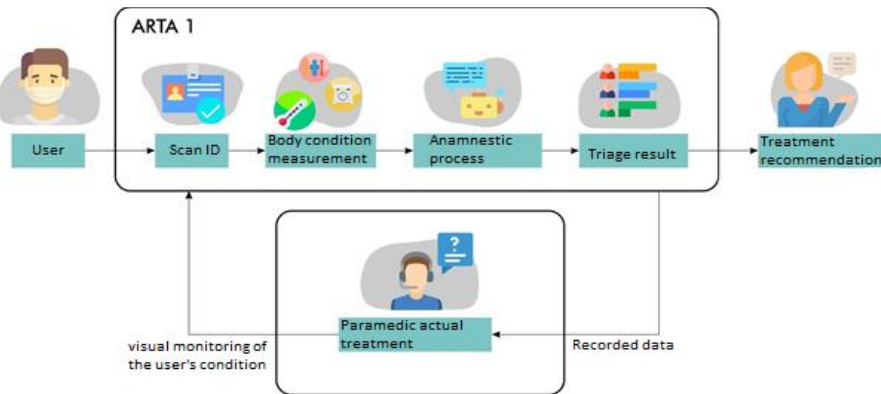 ARTA 1
User
Scan ID
Body condition
measurement
Anamnestic
process
Triage result
Treatment
recommendation
?
Paramedic actual
treatment
visual monitoring of
the user's condition
Recorded data